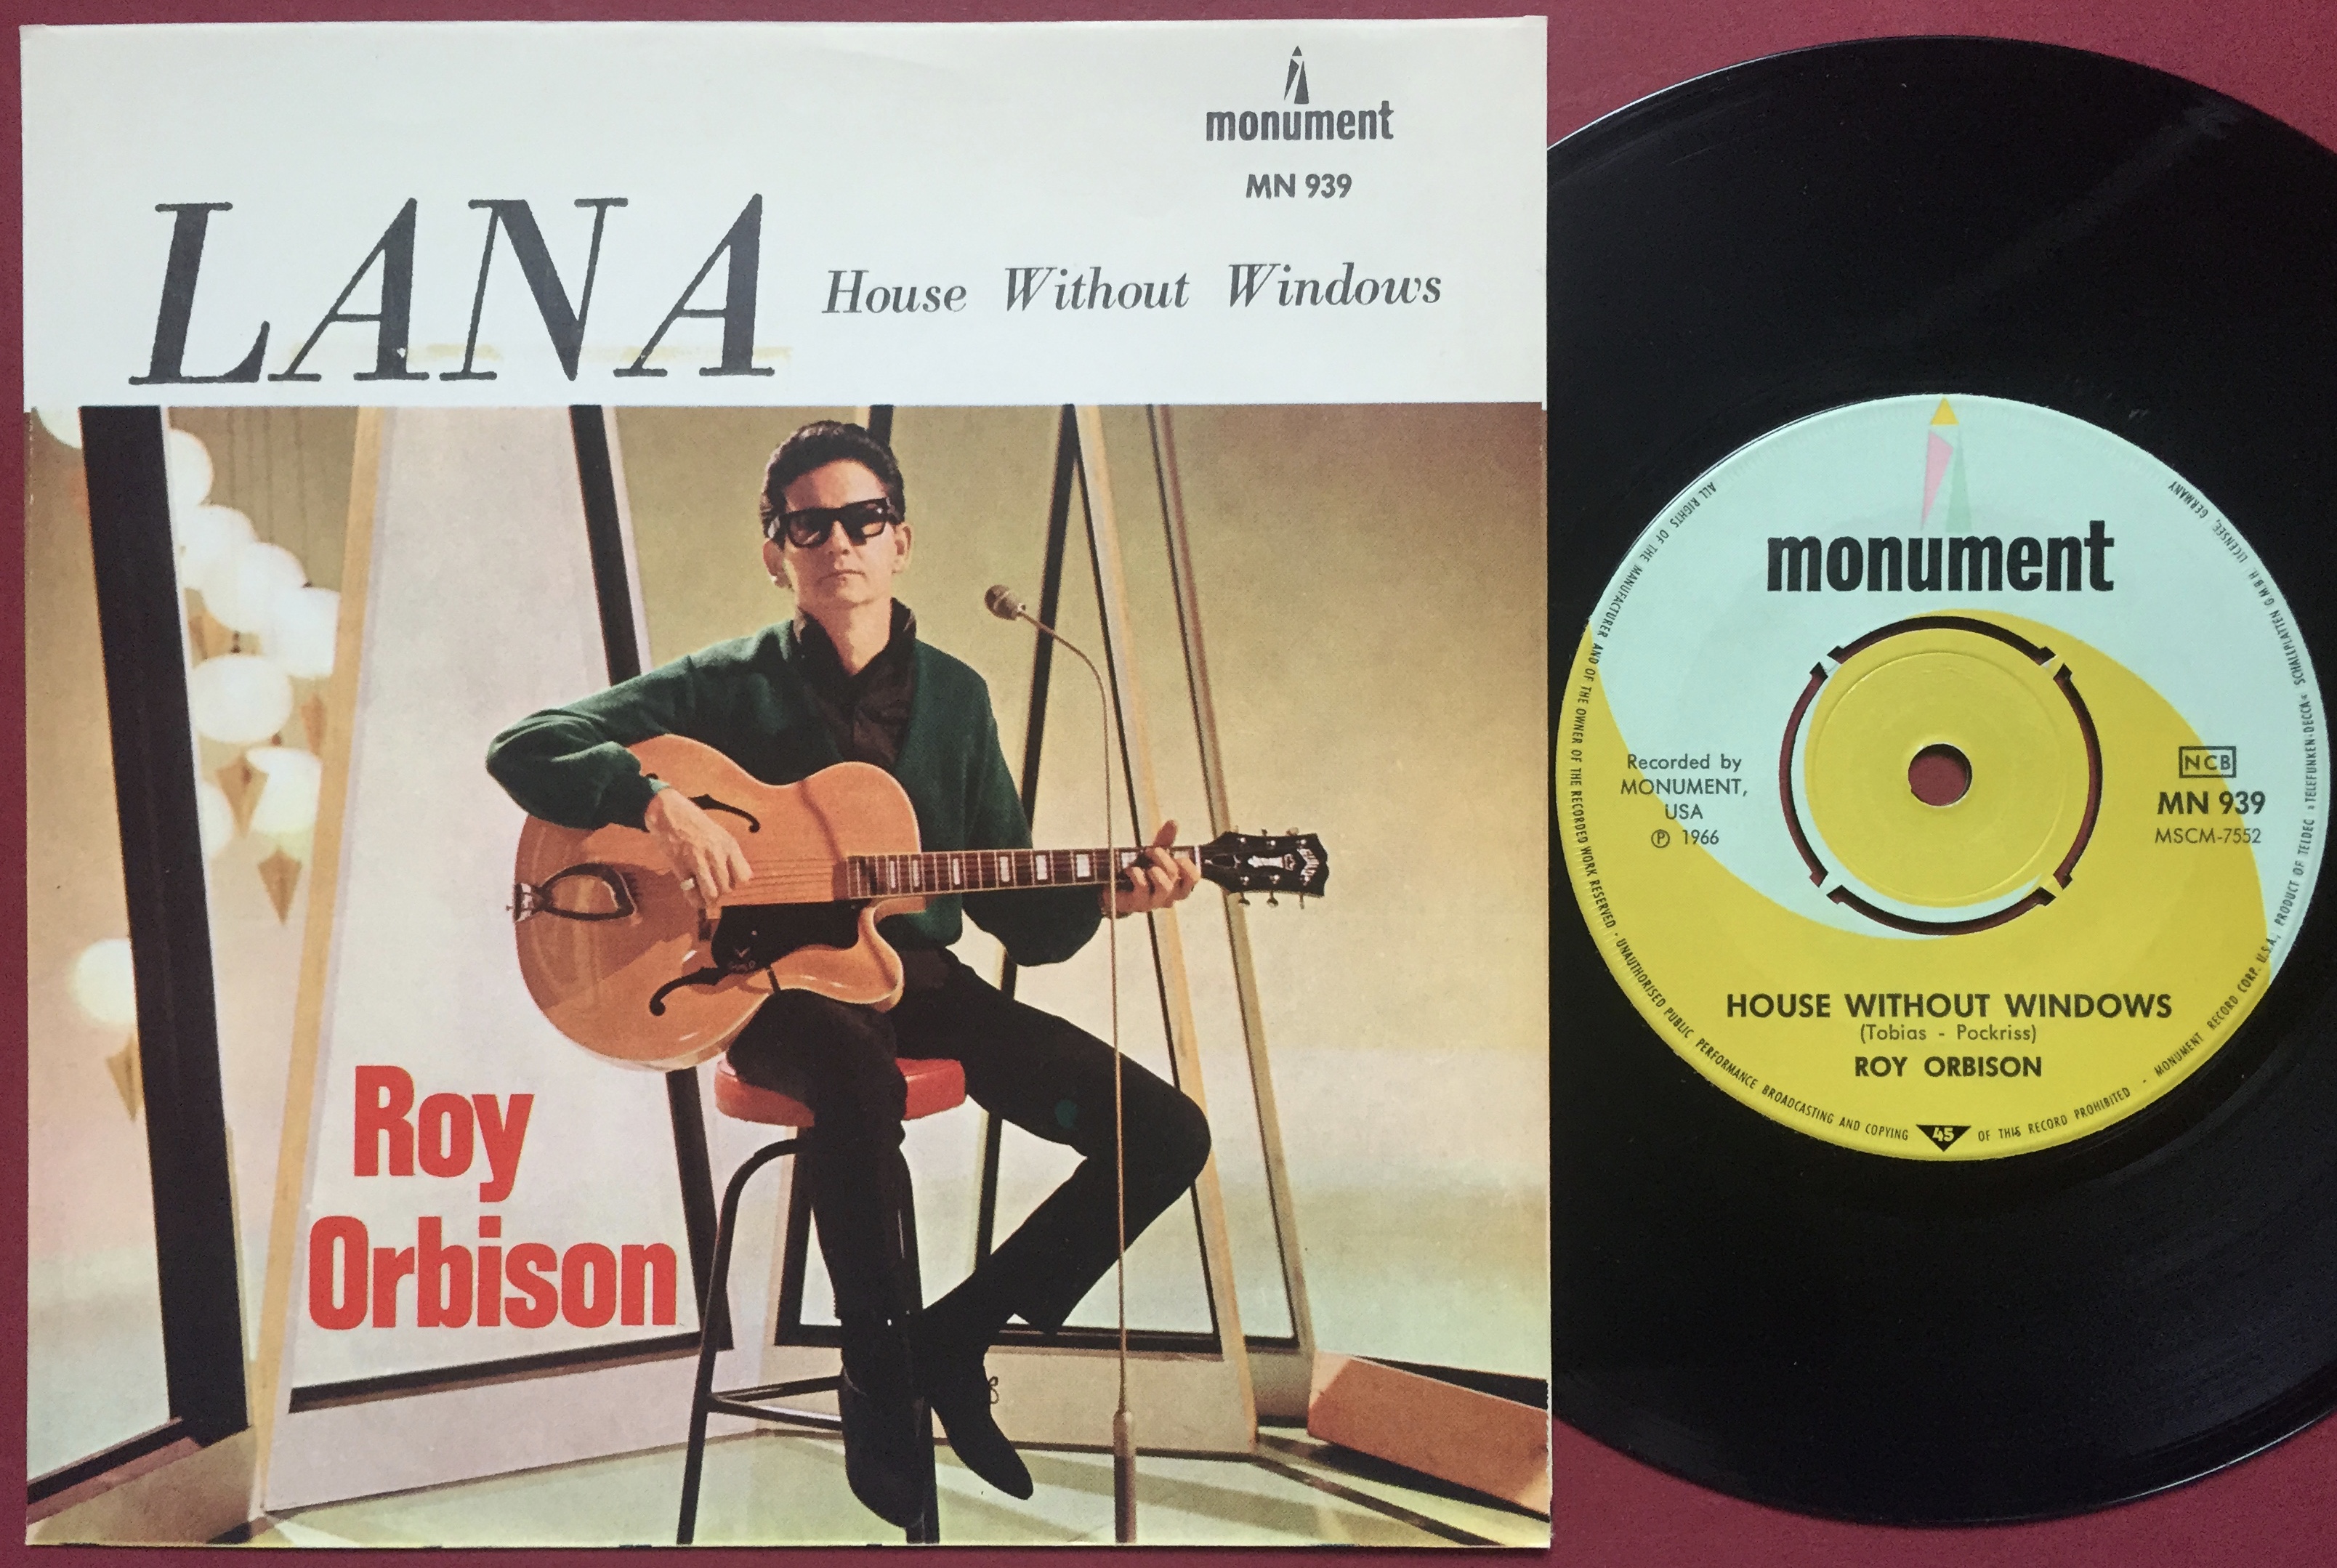 monument
MN 939
LANA
House Without Windows
Roy
Orbison
monument
Recorded by
MONUMENT,
USA
Ⓟ 1966
NCB
MN 939
MSCM-7552
HOUSE WITHOUT WINDOWS
(Tobias - Pockriss)
ROY ORBISON
45
ALL RIGHTS OF THE MANUFACTURER AND OF THE OWNER OF THE RECORDED WORK RESERVED · UNAUTHORISED PUBLIC PERFORMANCE BROADCASTING AND COPYING OF THIS RECORD PROHIBITED - MONUMENT RECORD CORP. U.S.A., PRODUCT OF TELDEC »TELEFUNKEN-DECCA« SCHALLPLATTEN G.M.B.H. LICENSEE, GERMANY